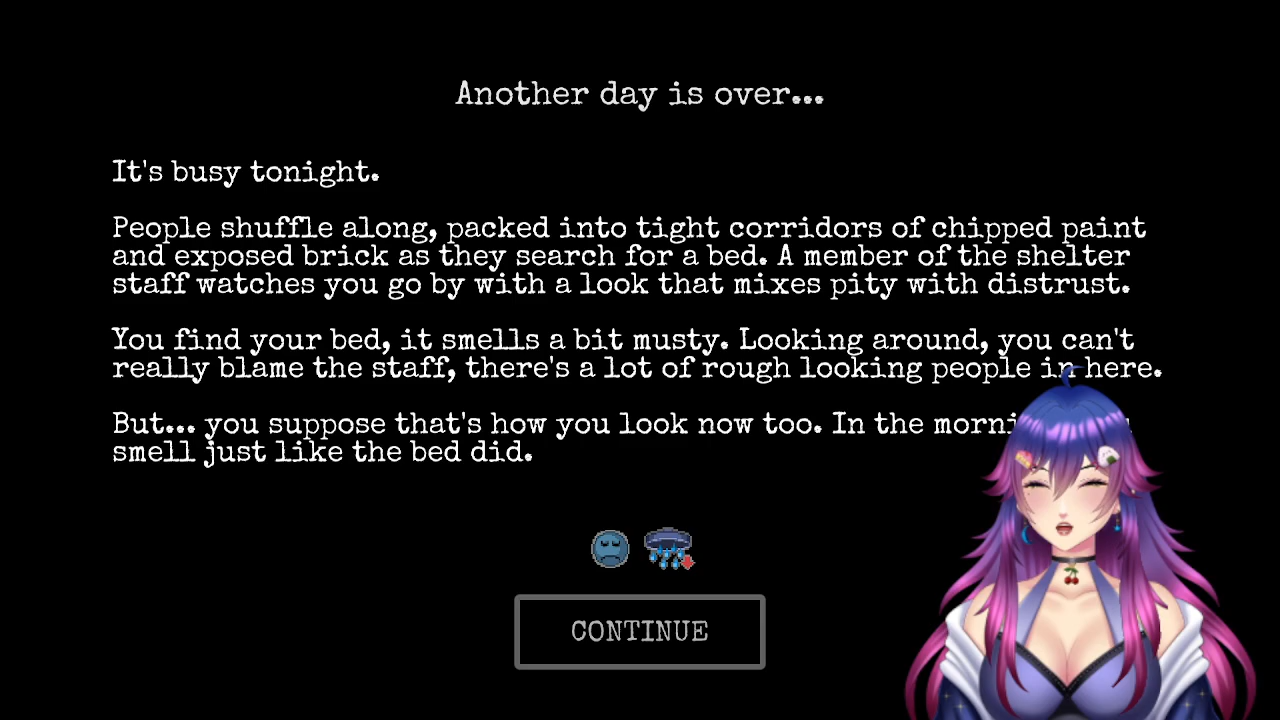 Another day is over...
It's busy tonight.
People shuffle along, packed into tight corridors of chipped paint
and exposed brick as they search for a bed. A member of the shelter
staff watches you go by with a look that mixes pity with distrust.
You find your bed, it smells a bit musty. Looking around, you can't
really blame the staff, there's a lot of rough looking people in here.
But... you suppose that's how you look now too. In the
smell just like the bed did.
CONTINUE